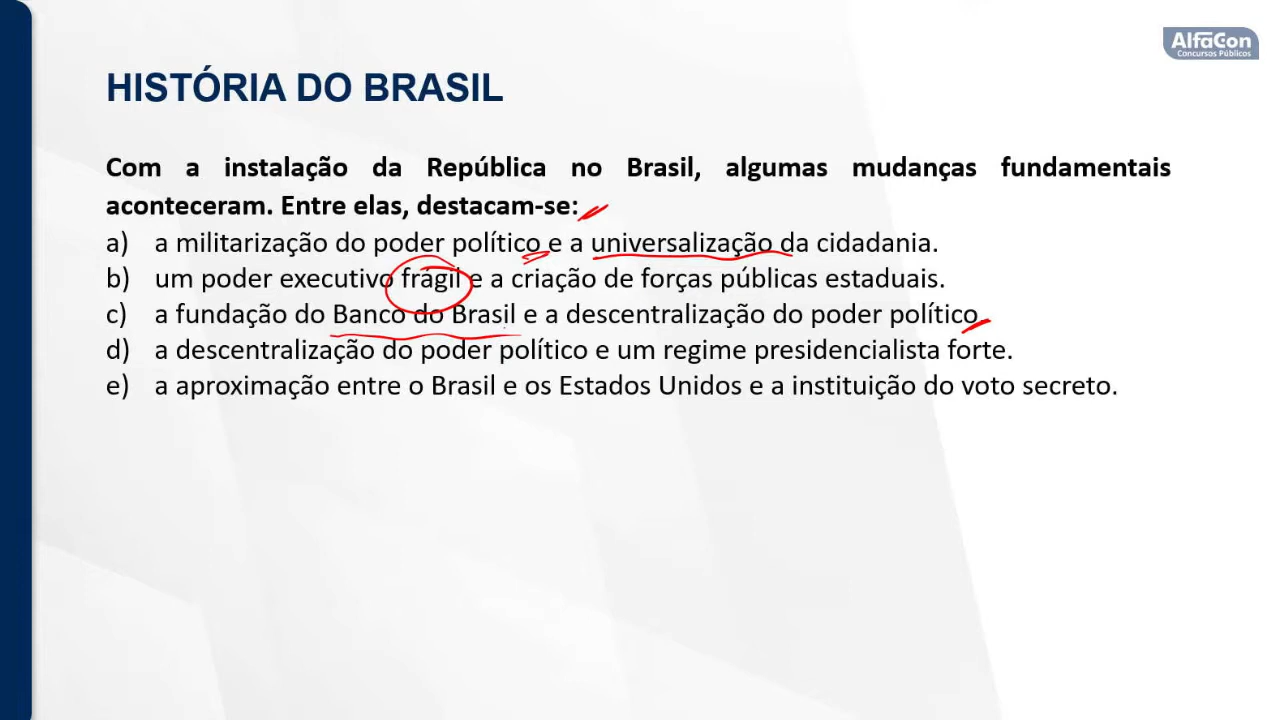 AlfaCon
Concursos Públicos
HISTÓRIA DO BRASIL
Com a instalação da República no Brasil, algumas mudanças fundamentais
aconteceram. Entre elas, destacam-se:
a) a militarização do poder político e a universalização da cidadania.
b) um poder executivo frágil e a criação de forças públicas estaduais.
c) a fundação do Banco do Brasil e a descentralização do poder político.
d) a descentralização do poder político e um regime presidencialista forte.
e) a aproximação entre o Brasil e os Estados Unidos e a instituição do voto secreto.